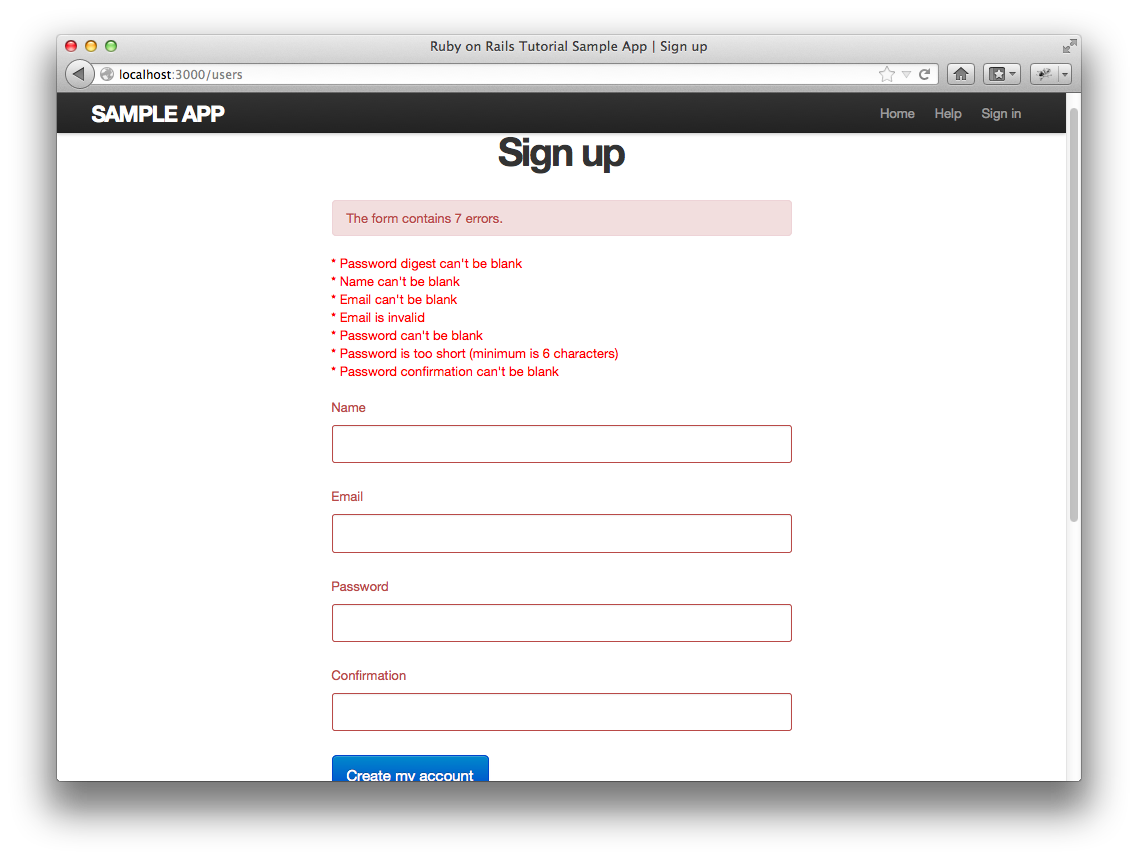 Ruby on Rails Tutorial Sample App | Sign up
localhost:3000/users
SAMPLE APP
Home Help Sign in
Sign up
The form contains 7 errors.
* Password digest can't be blank
* Name can't be blank
* Email can't be blank
* Email is invalid
* Password can't be blank
* Password is too short (minimum is 6 characters)
* Password confirmation can't be blank
Name
Email
Password
Confirmation
Create my account